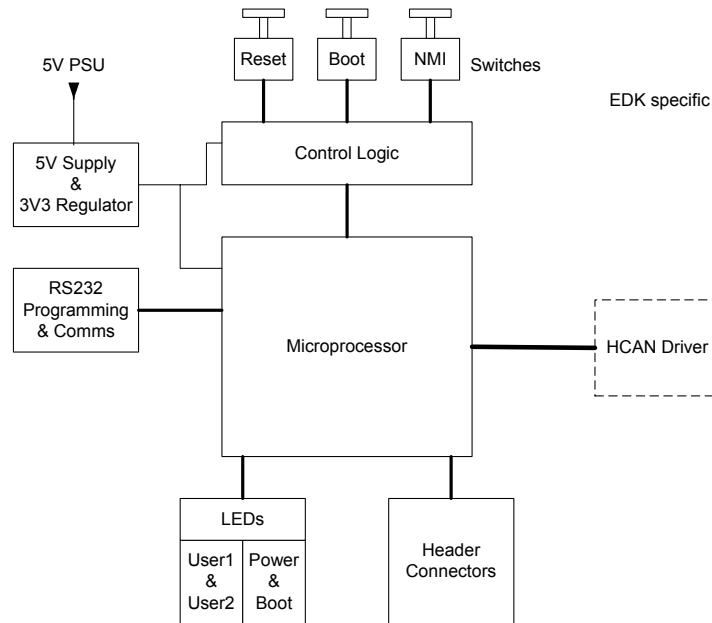 Reset
Boot
NMI
Switches
5V PSU
EDK specific
Control Logic
5V Supply
&
3V3 Regulator
RS232
Programming
& Comms
Microprocessor
HCAN Driver
LEDs
User1
&
User2
Power
&
Boot
Header
Connectors